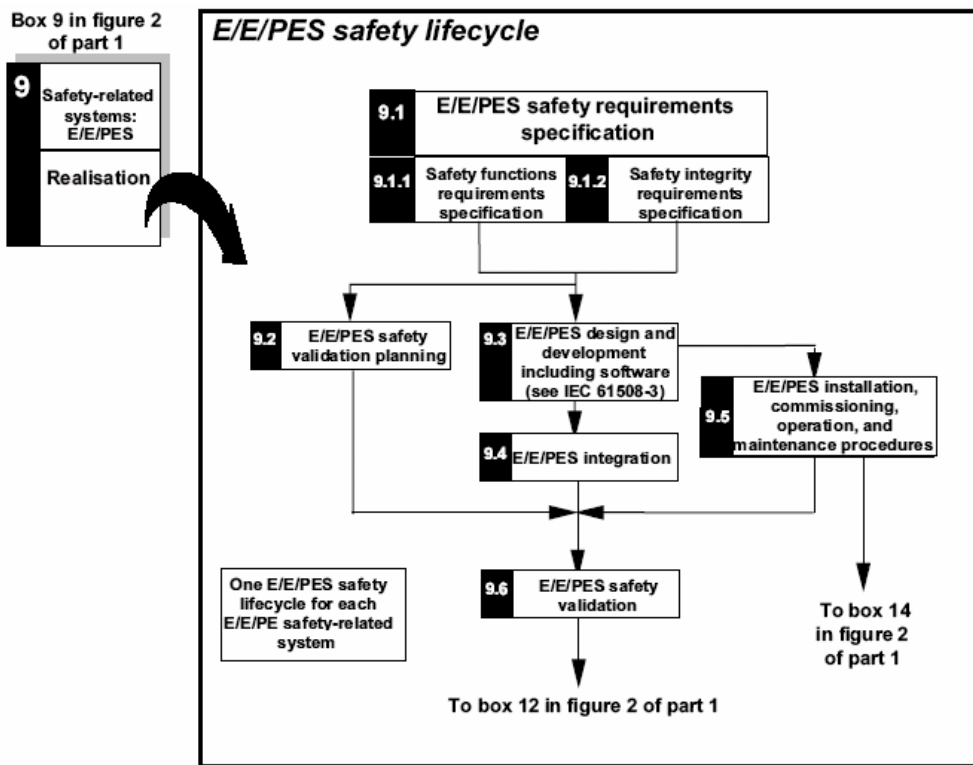 Box 9 in figure 2
of part 1
9
Safety-related
systems:
E/E/PES
Realisation
E/E/PES safety lifecycle
9.1
E/E/PES safety requirements
specification
9.1.1
Safety functions
requirements
specification
9.1.2
Safety integrity
requirements
specification
9.2
E/E/PES safety
validation planning
9.3
E/E/PES design and
development
including software
(see IEC 61508-3)
9.4
E/E/PES integration
9.5
E/E/PES installation,
commissioning,
operation, and
maintenance procedures
One E/E/PES safety
lifecycle for each
E/E/PE safety-related
system
9.6
E/E/PES safety
validation
To box 14
in figure 2
of part 1
To box 12 in figure 2 of part 1